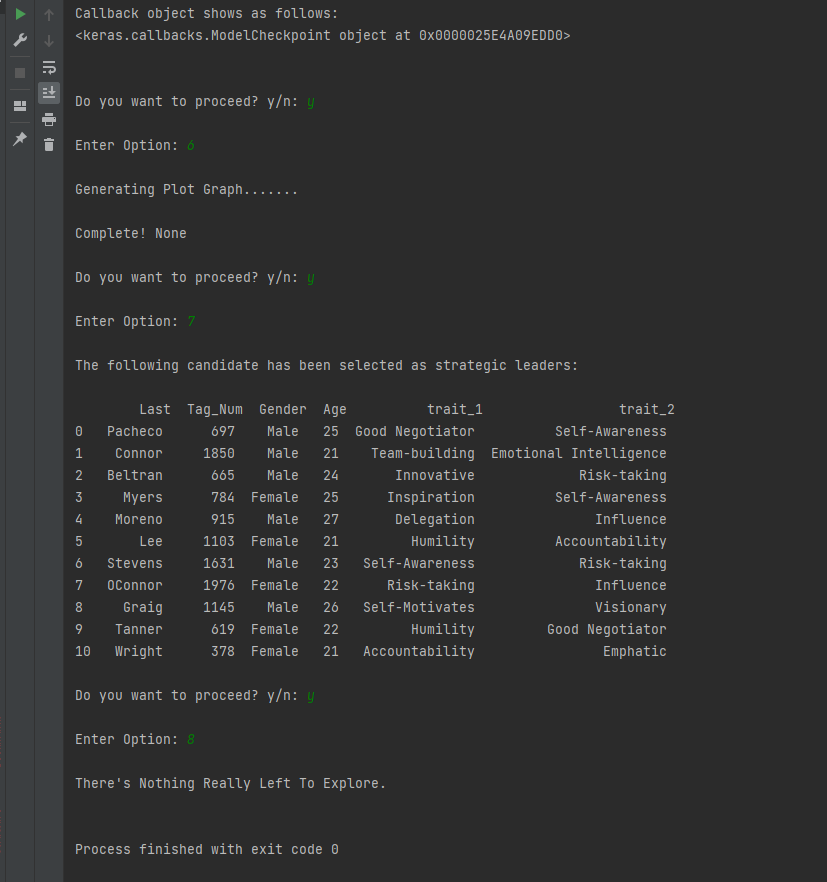 Callback object shows as follows:
<keras.callbacks.ModelCheckpoint object at 0x0000025E4A09EDD0>
Do you want to proceed? y/n: y
Enter Option: 6
Generating Plot Graph.......
Complete! None
Do you want to proceed? y/n: y
Enter Option: 7
The following candidate has been selected as strategic leaders:
Last Tag_Num Gender Age trait_1 trait_2
0 Pacheco 697 Male 25 Good Negotiator Self-Awareness
1 Connor 1850 Male 21 Team-building Emotional Intelligence
2 Beltran 665 Male 24 Innovative Risk-taking
3 Myers 784 Female 25 Inspiration Self-Awareness
4 Moreno 915 Male 27 Delegation Influence
5 Lee 1103 Female 21 Humility Accountability
6 Stevens 1631 Male 23 Self-Awareness Risk-taking
7 OConnor 1976 Female 22 Risk-taking Influence
8 Graig 1145 Male 26 Self-Motivates Visionary
9 Tanner 619 Female 22 Humility Good Negotiator
10 Wright 378 Female 21 Accountability Emphatic
Do you want to proceed? y/n: y
Enter Option: 8
There's Nothing Really Left To Explore.
Process finished with exit code 0